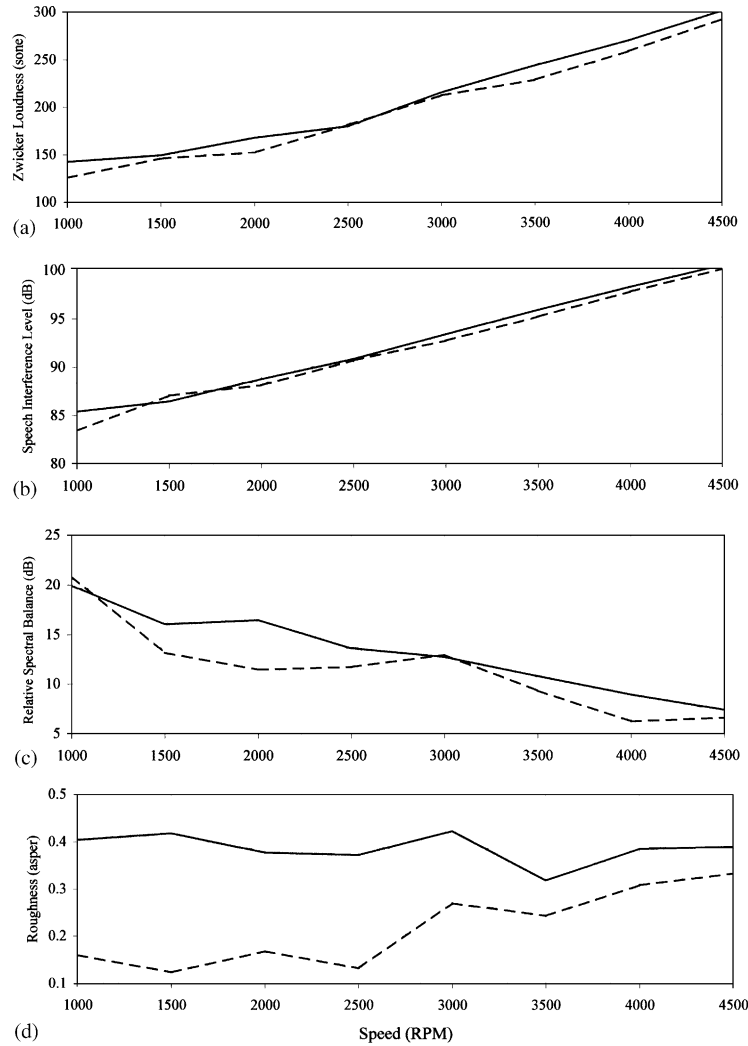 300
250
200
150
100
Zwicker Loudness (sone)
1000 1500 2000 2500 3000 3500 4000 4500
(a)
100
95
90
85
80
Speech Interference Level (dB)
1000 1500 2000 2500 3000 3500 4000 4500
(b)
25
20
15
10
5
Relative Spectral Balance (dB)
1000 1500 2000 2500 3000 3500 4000 4500
(c)
0.5
0.4
0.3
0.2
0.1
Roughness (asper)
1000 1500 2000 2500 3000 3500 4000 4500
(d)
Speed (RPM)